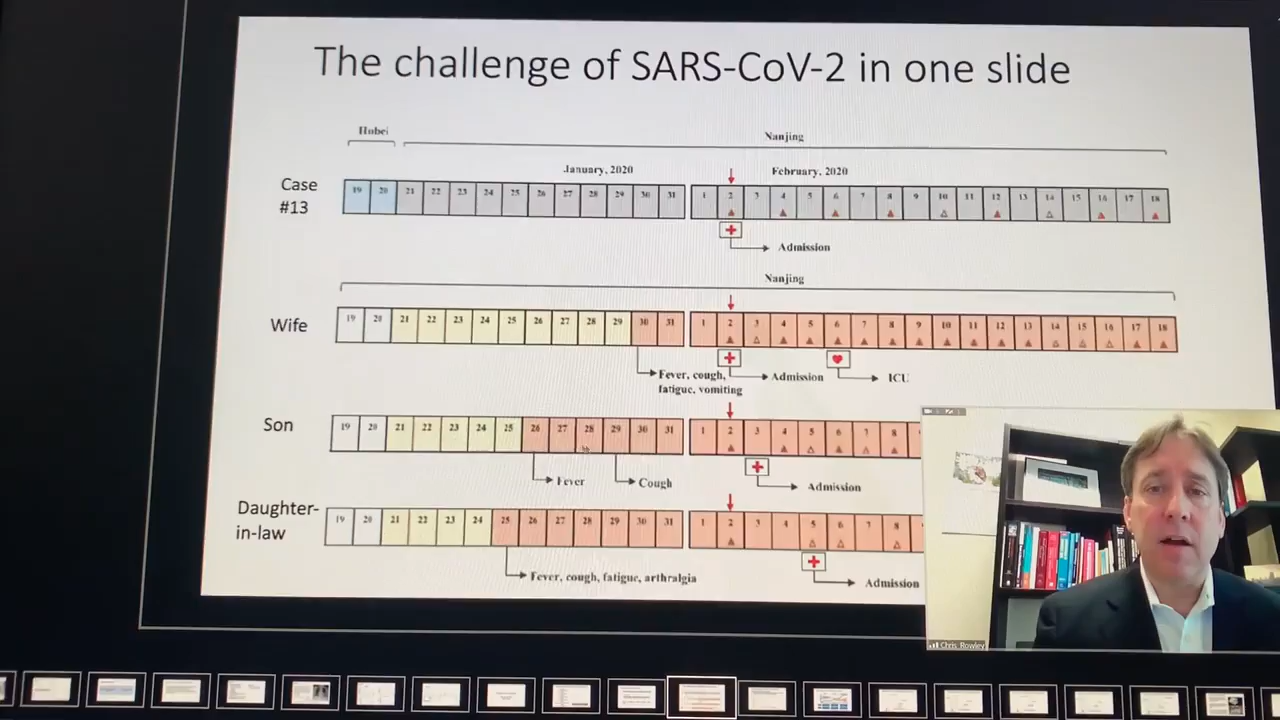 The challenge of SARS-CoV-2 in one slide
Hubei
Nanjing
January, 2020
February, 2020
Case
#13
19 20 21 22 23 24 25 26 27 28 29 30 31 1 2 3 4 5 6 7 8 9 10 11 12 13 14 15 16 17 18
Admission
Nanjing
Wife
19 20 21 22 23 24 25 26 27 28 29 30 31 1 2 3 4 5 6 7 8 9 10 11 12 13 14 15 16 17 18
Fever, cough,
fatigue, vomiting
Admission
ICU
Son
19 20 21 22 23 24 25 26 27 28 29 30 31 1 2 3 4 5 6 7 8
Fever
Cough
Admission
Daughter-
in-law
19 20 21 22 23 24 25 26 27 28 29 30 31 1 2 3 4 5 6 7 8
Fever, cough, fatigue, arthralgia
Admission
Chris Rowley